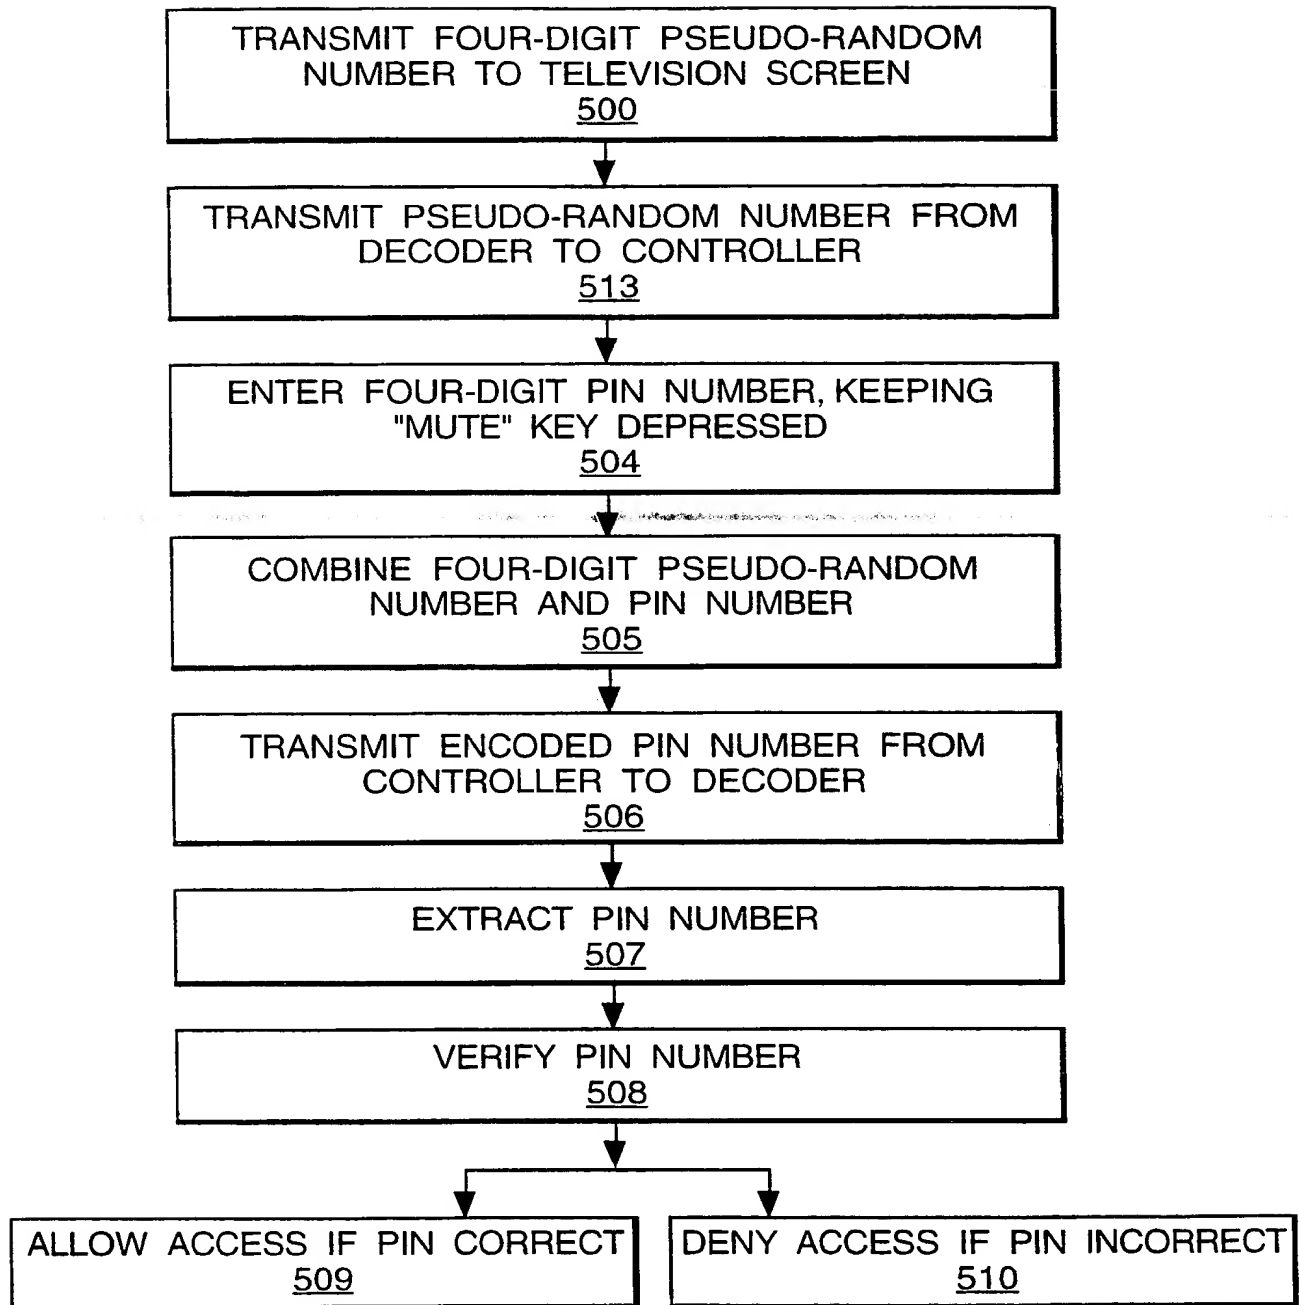 TRANSMIT FOUR-DIGIT PSEUDO-RANDOM
NUMBER TO TELEVISION SCREEN
500
TRANSMIT PSEUDO-RANDOM NUMBER FROM
DECODER TO CONTROLLER
513
ENTER FOUR-DIGIT PIN NUMBER, KEEPING
"MUTE" KEY DEPRESSED
504
COMBINE FOUR-DIGIT PSEUDO-RANDOM
NUMBER AND PIN NUMBER
505
TRANSMIT ENCODED PIN NUMBER FROM
CONTROLLER TO DECODER
506
EXTRACT PIN NUMBER
507
VERIFY PIN NUMBER
508
ALLOW ACCESS IF PIN CORRECT
509
DENY ACCESS IF PIN INCORRECT
510